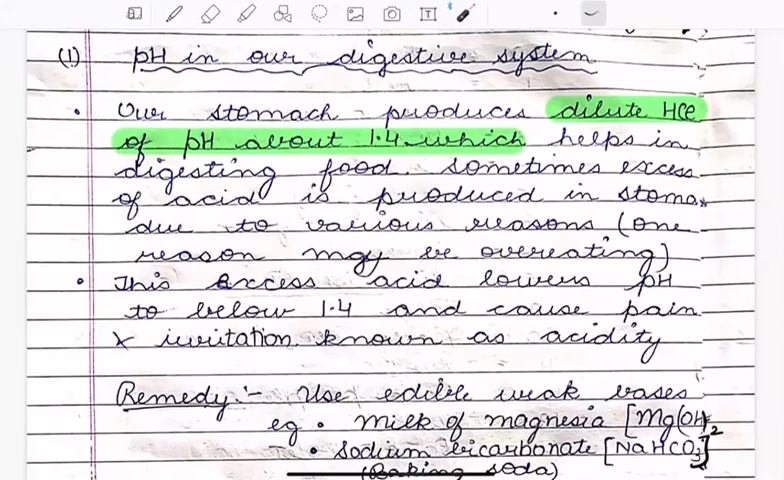 (1) pH in our digestive system
• Our stomach produces dilute HCl
of pH about 1.4 which helps in
digesting food. sometimes excess
of acid is produced in stoma
due to various reasons (one
reason may be overeating)
• This excess acid lowers pH
to below 1.4 and cause pain
& irritation known as acidity
Remedy:- Use edible weak bases
eg • milk of magnesia [Mg(OH)2
• Sodium bicarbonate [NaHCO3]
(Baking soda)